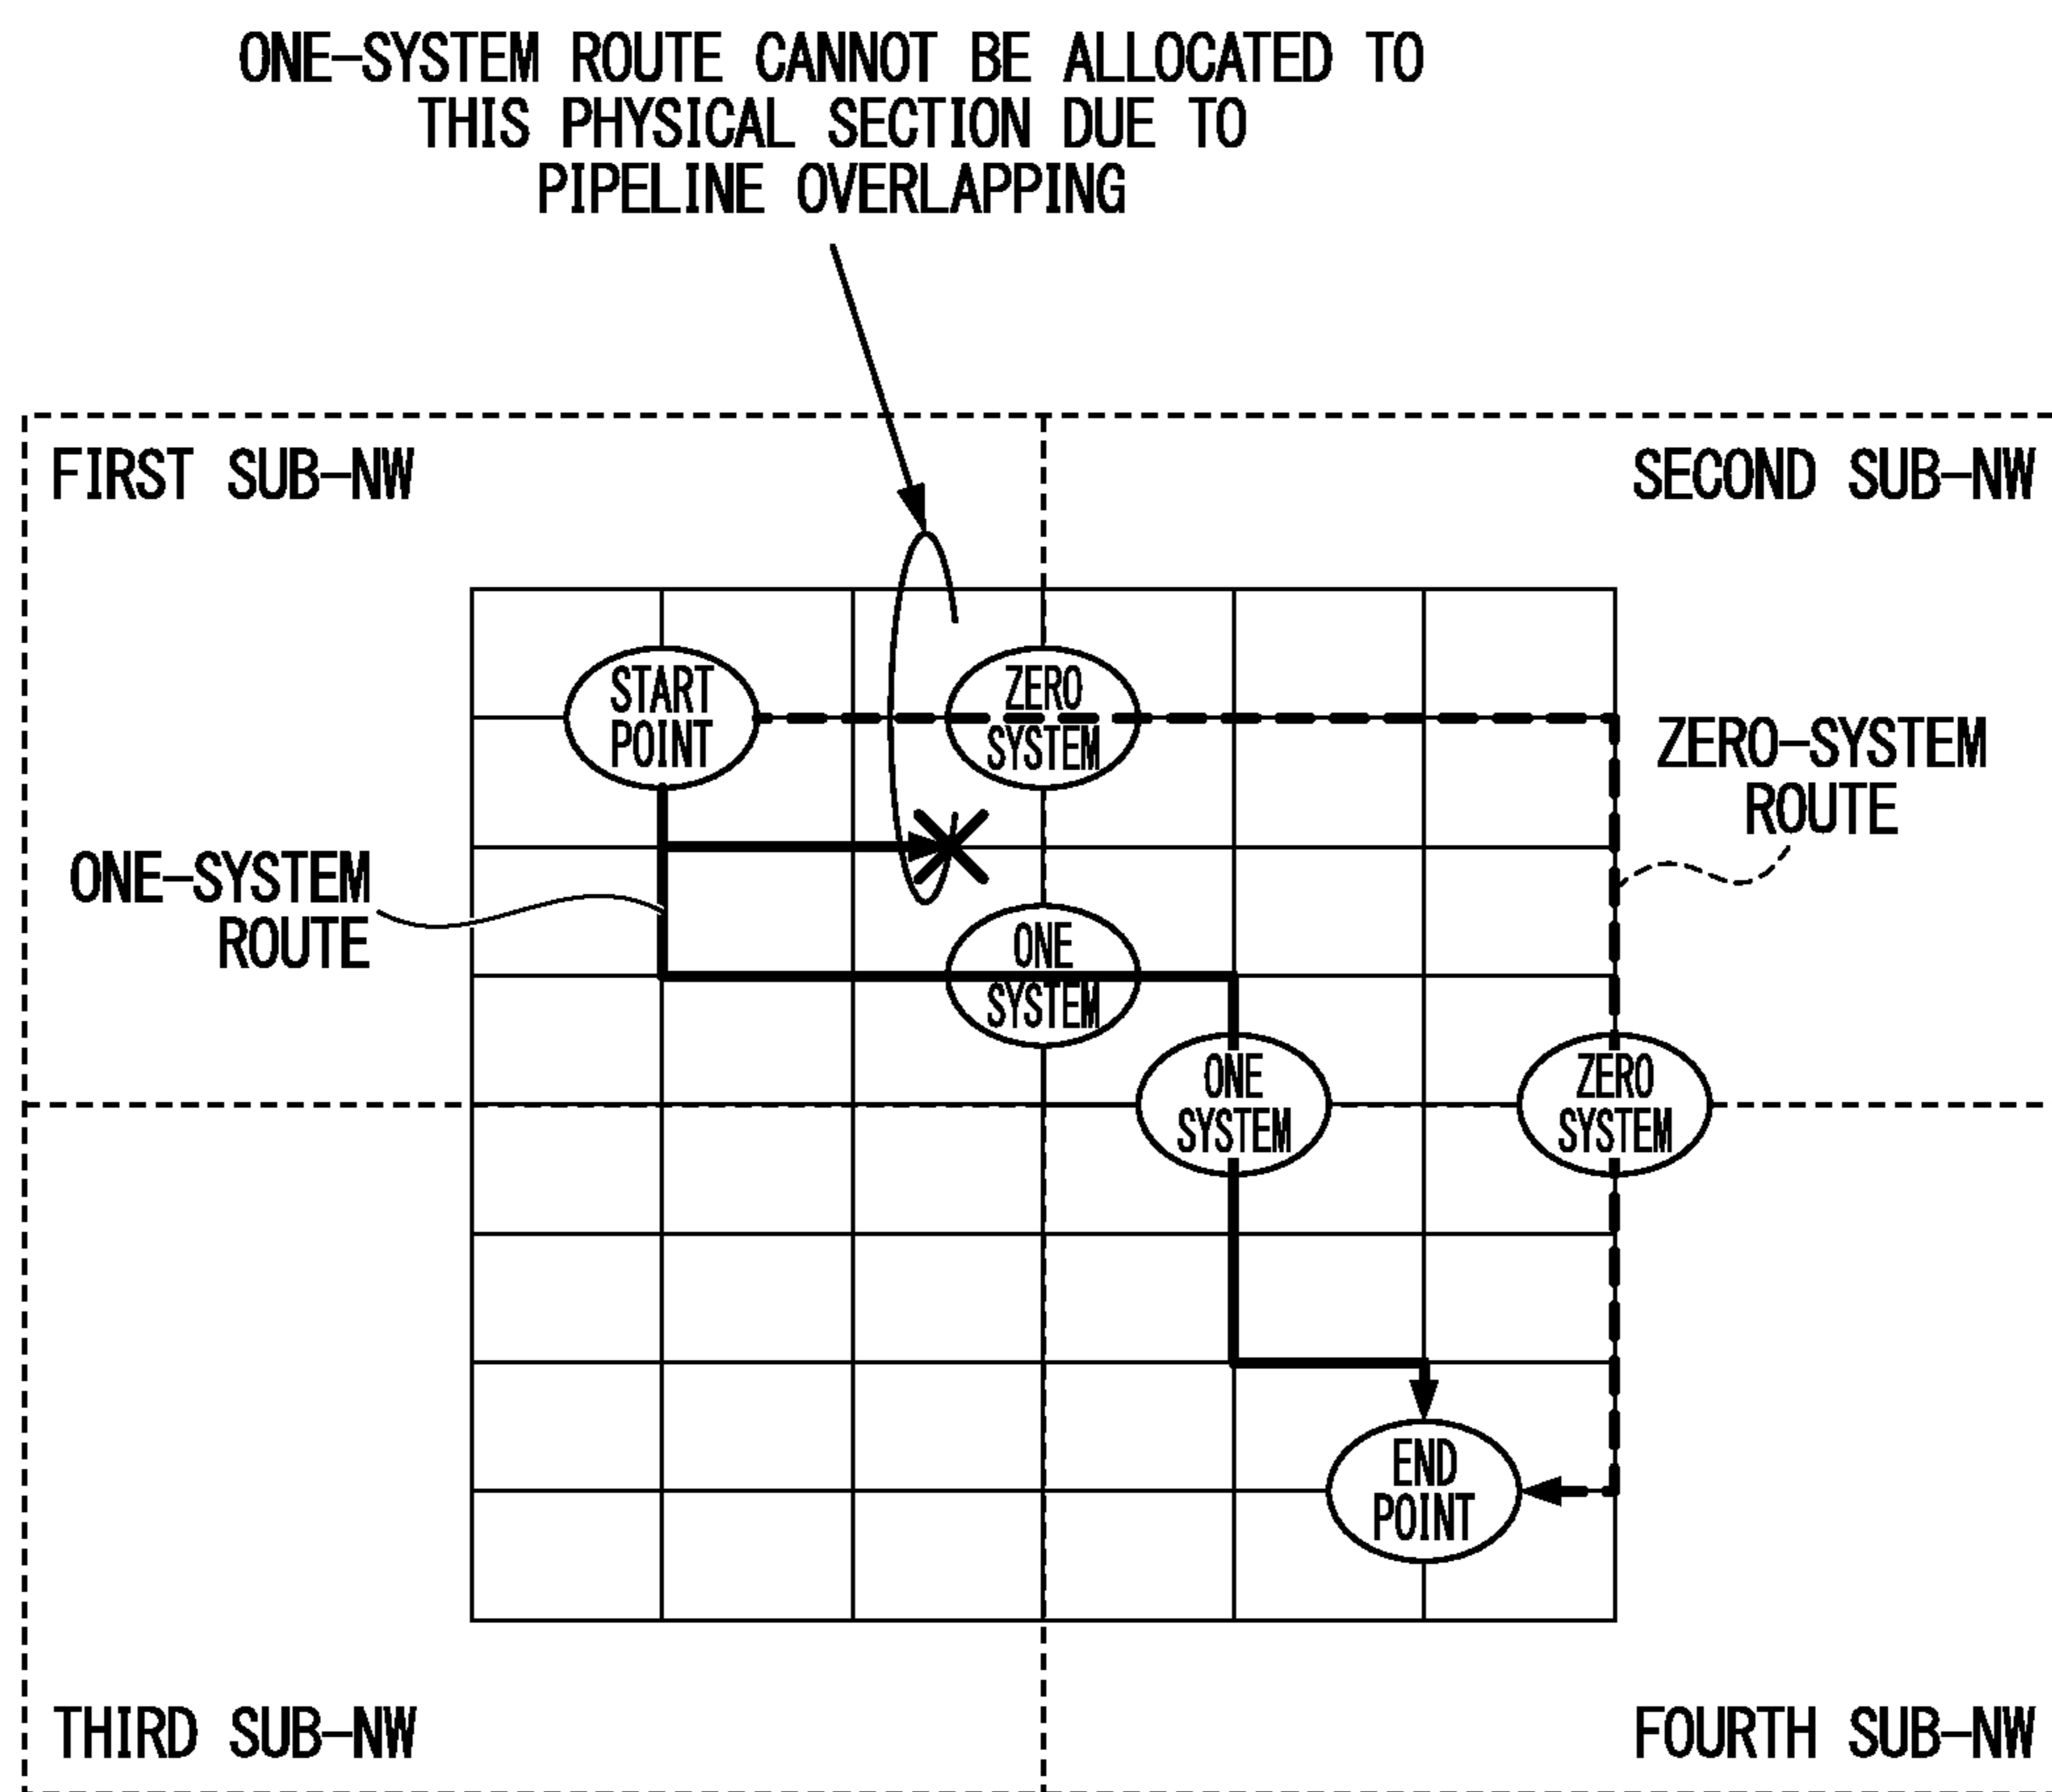 ONE-SYSTEM ROUTE CANNOT BE ALLOCATED TO
THIS PHYSICAL SECTION DUE TO
PIPELINE OVERLAPPING
FIRST SUB-NW
SECOND SUB-NW
START
POINT
ZERO
SYSTEM
ZERO-SYSTEM
ROUTE
ONE-SYSTEM
ROUTE
ONE
SYSTEM
ONE
SYSTEM
ZERO
SYSTEM
END
POINT
THIRD SUB-NW
FOURTH SUB-NW